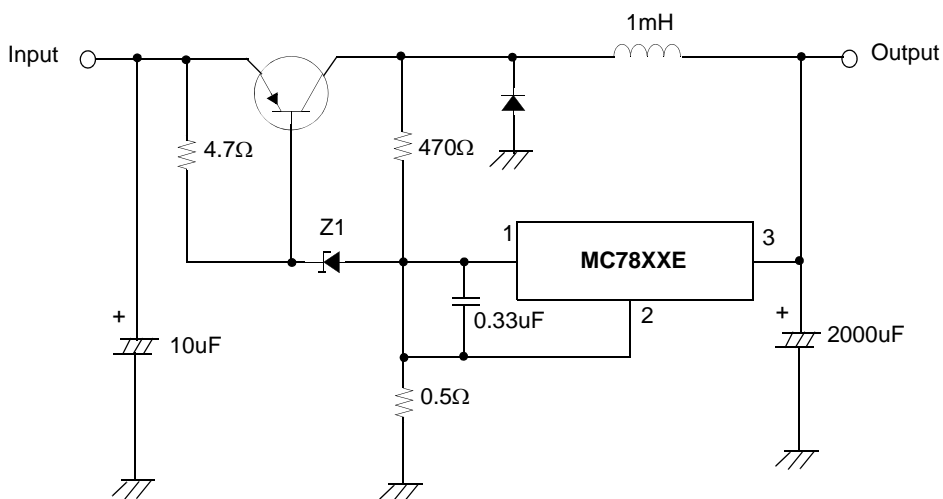 1mH
Input
Output
4.7Ω
470Ω
Z1
1
3
MC78XXE
2
0.33uF
+
10uF
+
2000uF
0.5Ω